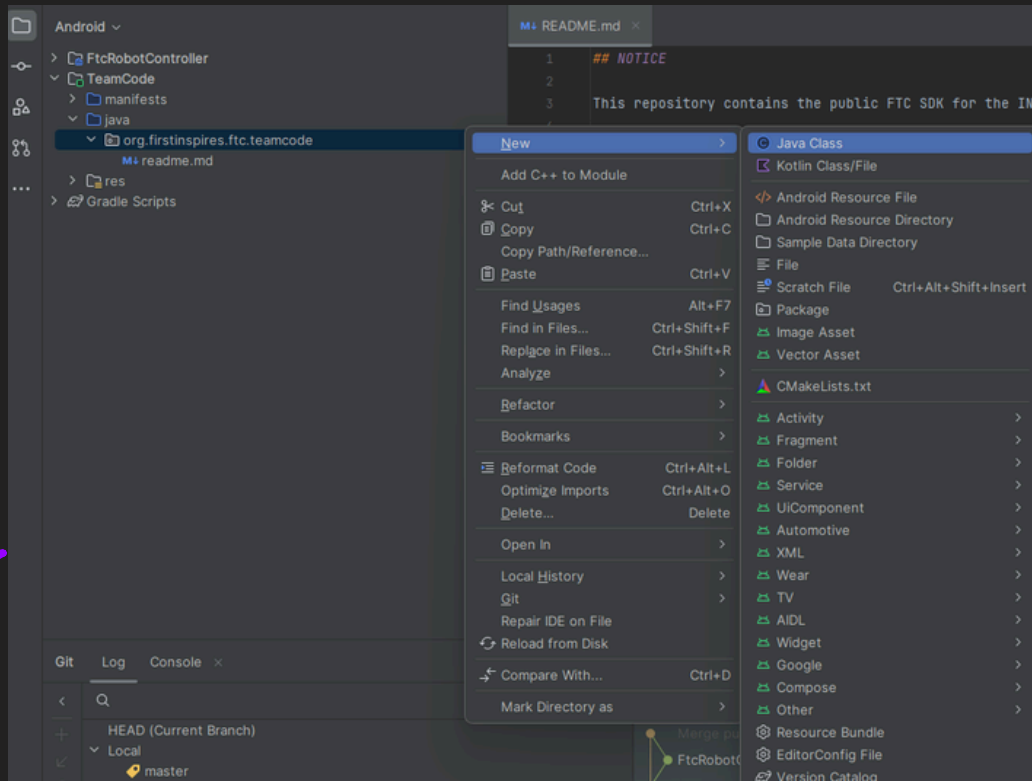 Android
README.md
FtcRobotController
TeamCode
manifests
java
org.firstinspires.ftc.teamcode
readme.md
res
Gradle Scripts
1 ## NOTICE
2
3 This repository contains the public FTC SDK for the IN
New
Add C++ to Module
Cut Ctrl+X
Copy Ctrl+C
Copy Path/Reference...
Paste Ctrl+V
Find Usages Alt+F7
Find in Files... Ctrl+Shift+F
Replace in Files... Ctrl+Shift+R
Analyze
Refactor
Bookmarks
Reformat Code Ctrl+Alt+L
Optimize Imports Ctrl+Alt+O
Delete... Delete
Open In
Local History
Git
Repair IDE on File
Reload from Disk
Compare With... Ctrl+D
Mark Directory as
Java Class
Kotlin Class/File
Android Resource File
Android Resource Directory
Sample Data Directory
File
Scratch File Ctrl+Alt+Shift+Insert
Package
Image Asset
Vector Asset
CMakeLists.txt
Activity
Fragment
Folder
Service
UiComponent
Automotive
XML
Wear
TV
AIDL
Widget
Google
Compose
Other
Resource Bundle
EditorConfig File
Version Catalog
Git Log Console
HEAD (Current Branch)
Local
master
Merge pu
FtcRobot